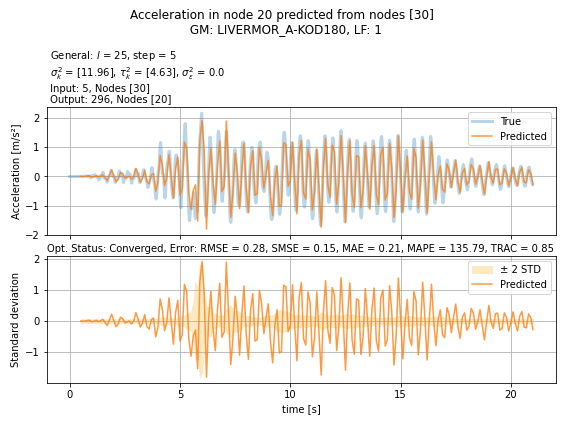 Acceleration in node 20 predicted from nodes [30]
GM: LIVERMOR_A-KOD180, LF: 1
General: l = 25, step = 5
σ²ₖ = [11.96], τ²ₖ = [4.63], σ²ₑ = 0.0
Input: 5, Nodes [30]
Output: 296, Nodes [20]
Acceleration [m/s²]
2
1
0
−1
−2
True
Predicted
Opt. Status: Converged, Error: RMSE = 0.28, SMSE = 0.15, MAE = 0.21, MAPE = 135.79, TRAC = 0.85
Standard deviation
2
1
0
−1
± 2 STD
Predicted
0 5 10 15 20
time [s]